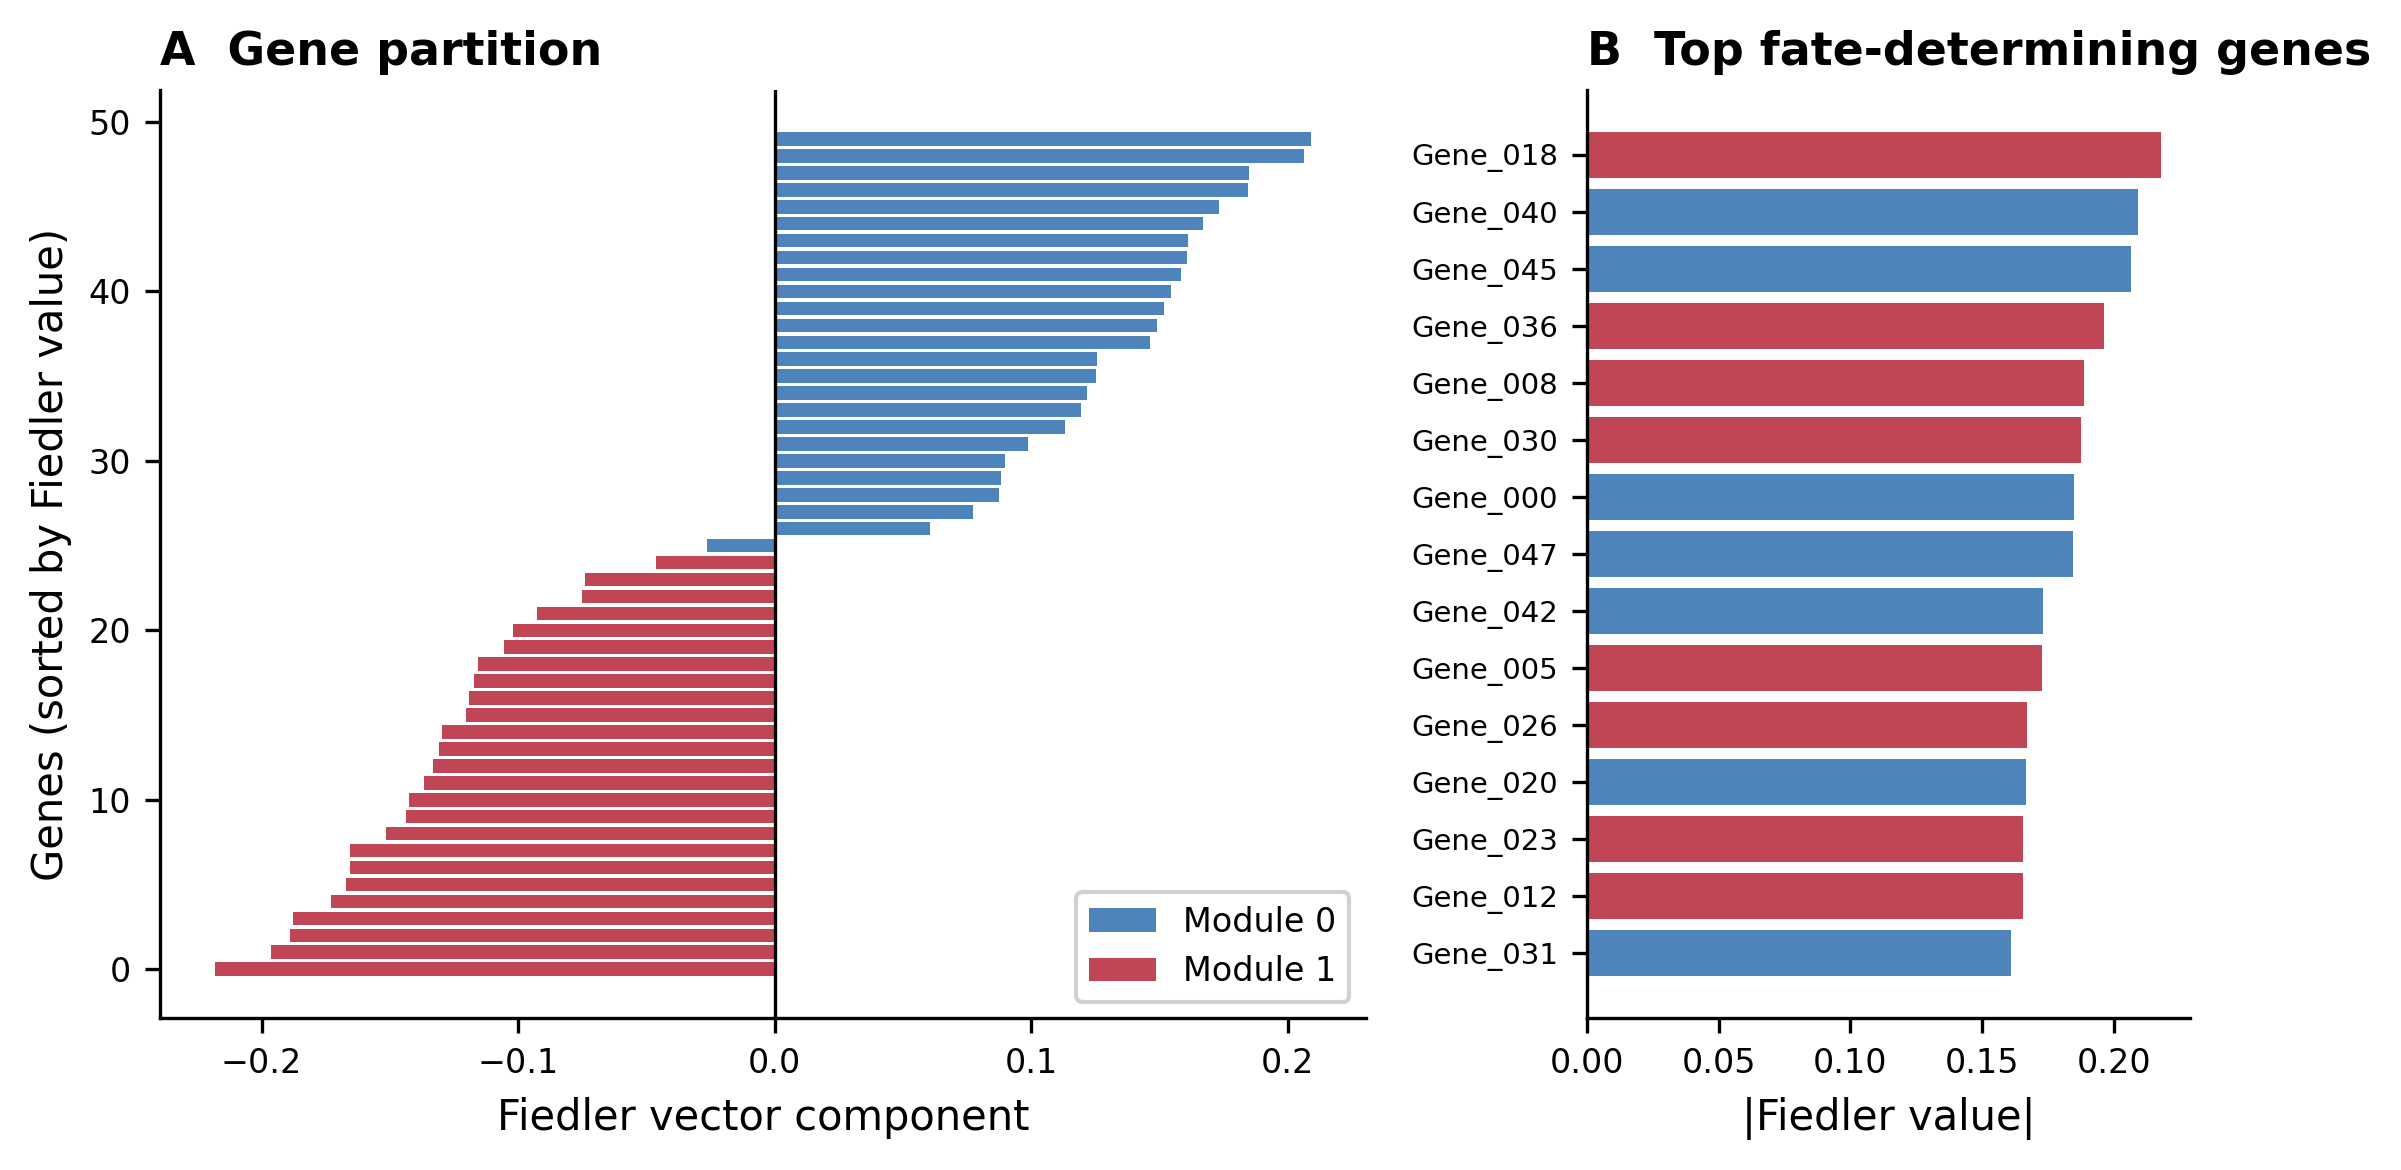 A  Gene partition
Genes (sorted by Fiedler value)
50
40
30
20
10
0
−0.2
−0.1
0.0
0.1
0.2
Fiedler vector component
Module 0
Module 1
B  Top fate-determining genes
Gene_018
Gene_040
Gene_045
Gene_036
Gene_008
Gene_030
Gene_000
Gene_047
Gene_042
Gene_005
Gene_026
Gene_020
Gene_023
Gene_012
Gene_031
0.00
0.05
0.10
0.15
0.20
|Fiedler value|